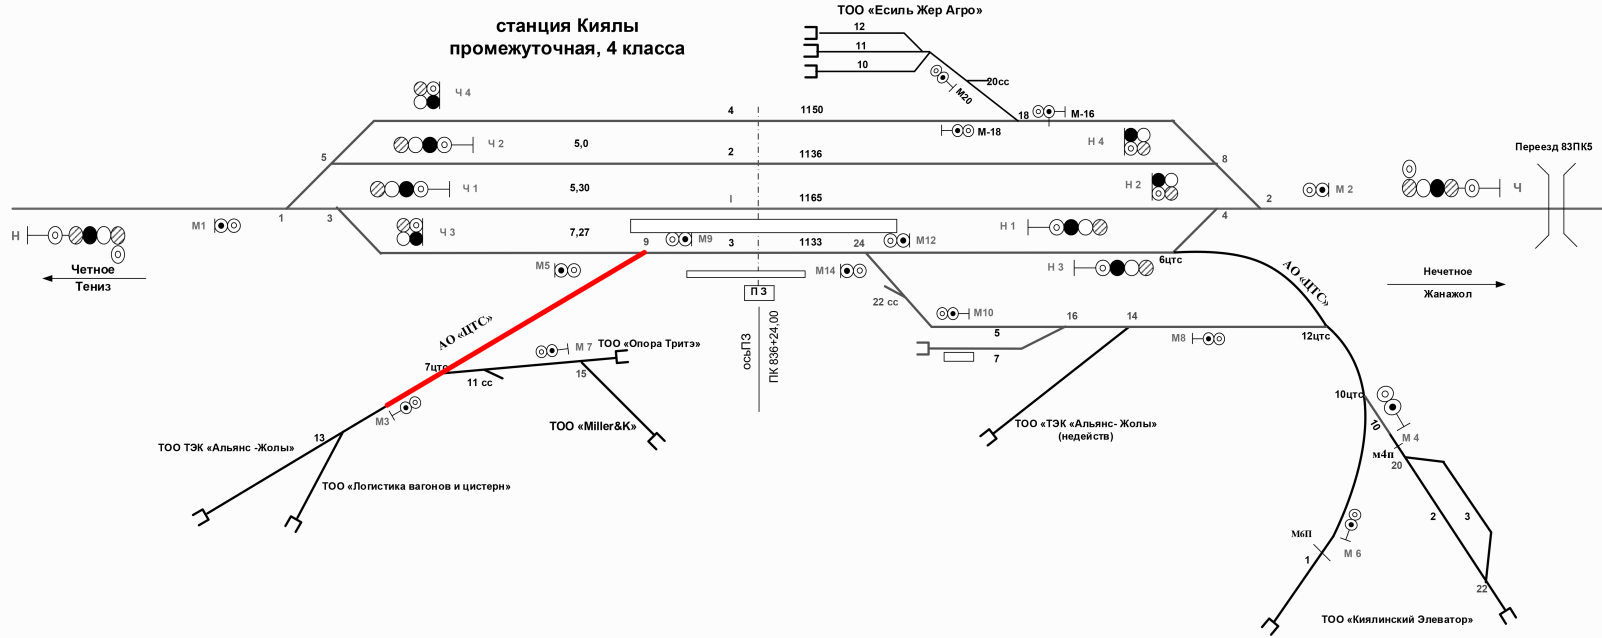 станция Киялы
промежуточная, 4 класса
ТОО «Есиль Жер Агро»
12
11
10
20сс
М20
18
М-16
М-18
Ч 4
4
1150
Н 4
Ч 2
5,0
2
1136
5
8
Переезд 83ПК5
Ч 1
5,30
I
1165
Н 2
М 2
Ч
1
3
2
4
Н
М1
Ч 3
7,27
9
М9
3
1133
24
М12
Н 1
Четное
Тениз
М5
М14
Н 3
6цтс
АО «ЦТС»
Нечетное
Жанажол
П З
осьПЗ
ПК 836+24,00
22 сс
М10
5
7
16
14
М8
12цтс
АО «ЦТС»
7цтс
11 сс
М 7
ТОО «Опора Тритэ»
15
М3
13
ТОО «Miller&К»
ТОО ТЭК «Альянс -Жолы»
ТОО «Логистика вагонов и цистерн»
ТОО «ТЭК «Альянс- Жолы»
(недейств)
10цтс
10
М 4
м4п
20
2
3
М6П
1
М 6
22
ТОО «Киялинский Элеватор»